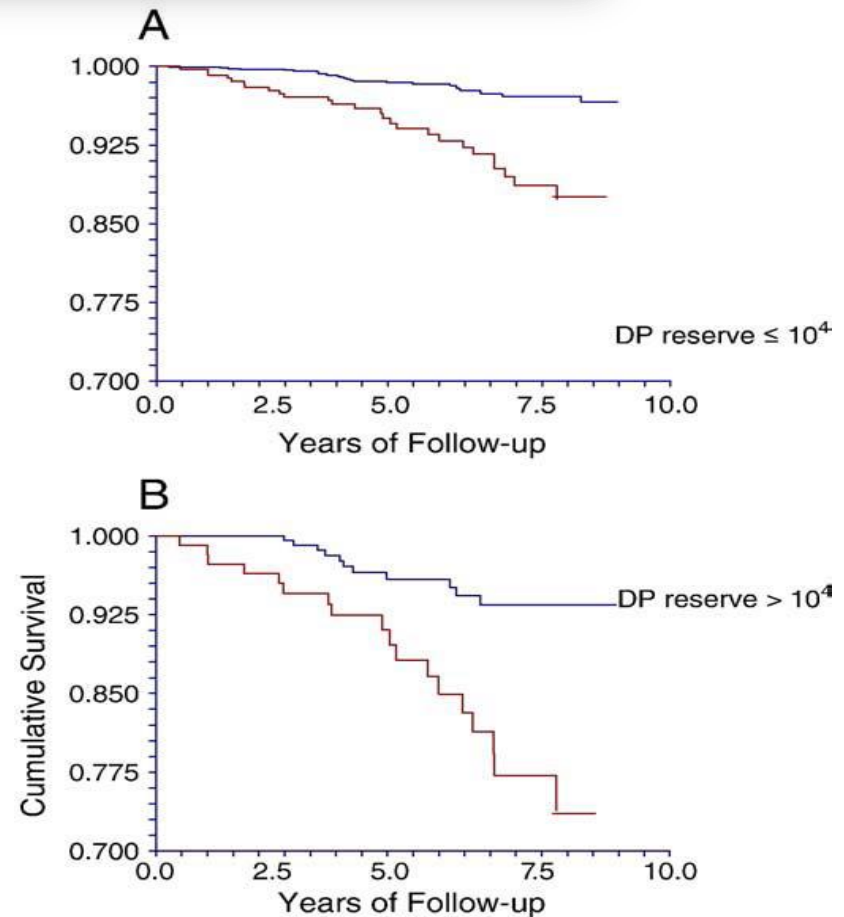 A
1.000
0.925
0.850
0.775
DP reserve ≤ 10⁴
0.700
0.0 2.5 5.0 7.5 10.0
Years of Follow-up
B
1.000
DP reserve > 10⁴
0.925
Cumulative Survival
0.850
0.775
0.700
0.0 2.5 5.0 7.5 10.0
Years of Follow-up